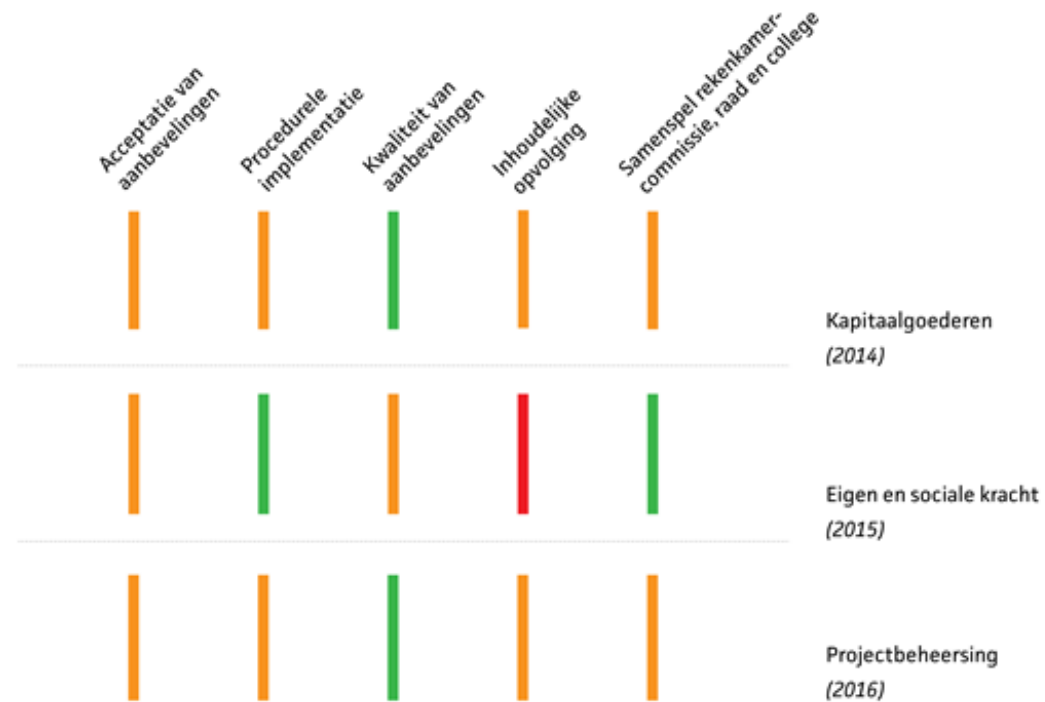 Acceptatie van
aanbevelingen
Procedurele
implementatie
Kwaliteit van
aanbevelingen
Inhoudelijke
opvolging
Samenspel rekenkamer-
commissie, raad en college
Kapitaalgoederen
(2014)
Eigen en sociale kracht
(2015)
Projectbeheersing
(2016)